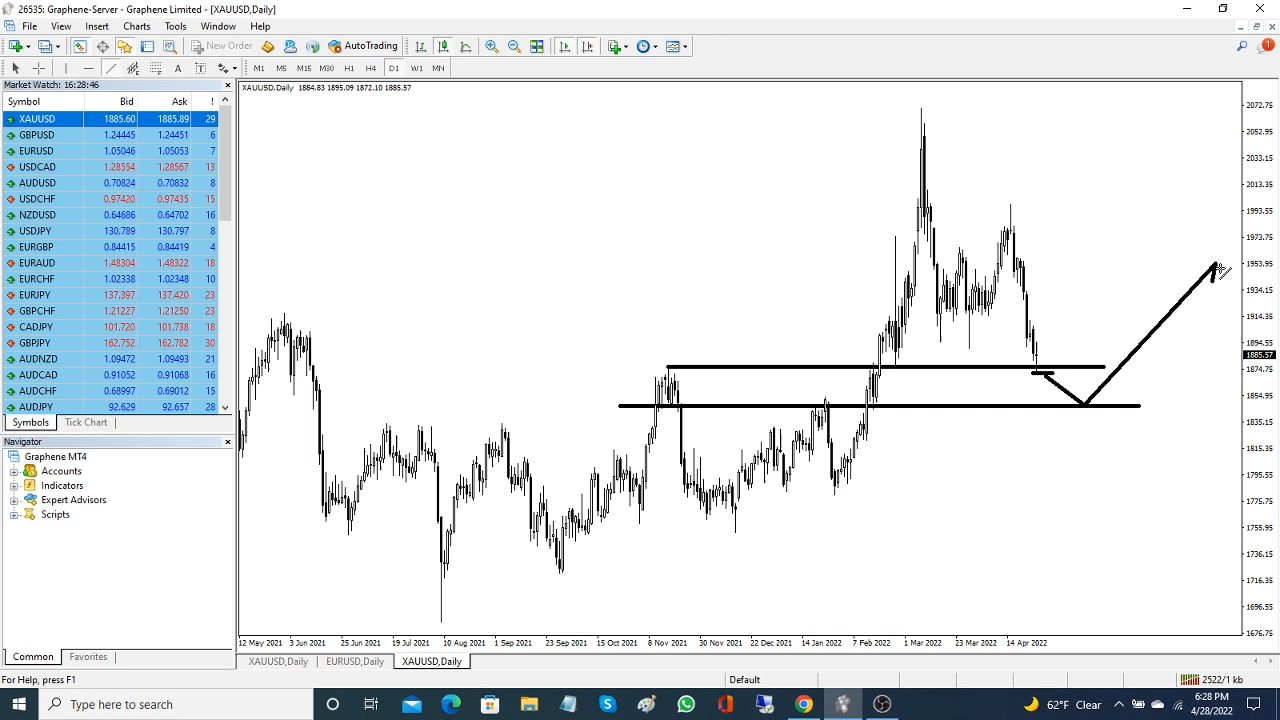 26535: Graphene-Server - Graphene Limited - [XAUUSD,Daily]
File View Insert Charts Tools Window Help
New Order AutoTrading 1
M1 M5 M15 M30 H1 H4 D1 W1 MN
Market Watch: 16:28:46
Symbol Bid Ask !
XAUUSD 1885.60 1885.89 29
GBPUSD 1.24445 1.24451 6
EURUSD 1.05046 1.05053 7
USDCAD 1.28554 1.28567 13
AUDUSD 0.70824 0.70832 8
USDCHF 0.97420 0.97435 15
NZDUSD 0.64686 0.64702 16
USDJPY 130.789 130.797 8
EURGBP 0.84415 0.84419 4
EURAUD 1.48304 1.48322 18
EURCHF 1.02338 1.02348 10
EURJPY 137.397 137.420 23
GBPCHF 1.21227 1.21250 23
CADJPY 101.720 101.738 18
GBPJPY 162.752 162.782 30
AUDNZD 1.09472 1.09493 21
AUDCAD 0.91052 0.91068 16
AUDCHF 0.68997 0.69012 15
AUDJPY 92.629 92.657 28
Symbols Tick Chart
Navigator
Graphene MT4
Accounts
Indicators
Expert Advisors
Scripts
Common Favorites
XAUUSD,Daily 1884.83 1895.09 1872.10 1885.57
2072.75
2052.95
2033.15
2013.35
1993.55
1973.75
1953.95
1934.15
1914.35
1894.55
1885.57
1874.75
1854.95
1835.15
1815.35
1795.55
1775.75
1755.95
1736.15
1716.35
1696.55
1676.75
12 May 2021 3 Jun 2021 25 Jun 2021 19 Jul 2021 10 Aug 2021 1 Sep 2021 23 Sep 2021 15 Oct 2021 8 Nov 2021 30 Nov 2021 22 Dec 2021 14 Jan 2022 7 Feb 2022 1 Mar 2022 23 Mar 2022 14 Apr 2022
XAUUSD,Daily EURUSD,Daily XAUUSD,Daily
For Help, press F1 Default 2522/1 kb
Type here to search 62°F Clear 6:28 PM
4/28/2022